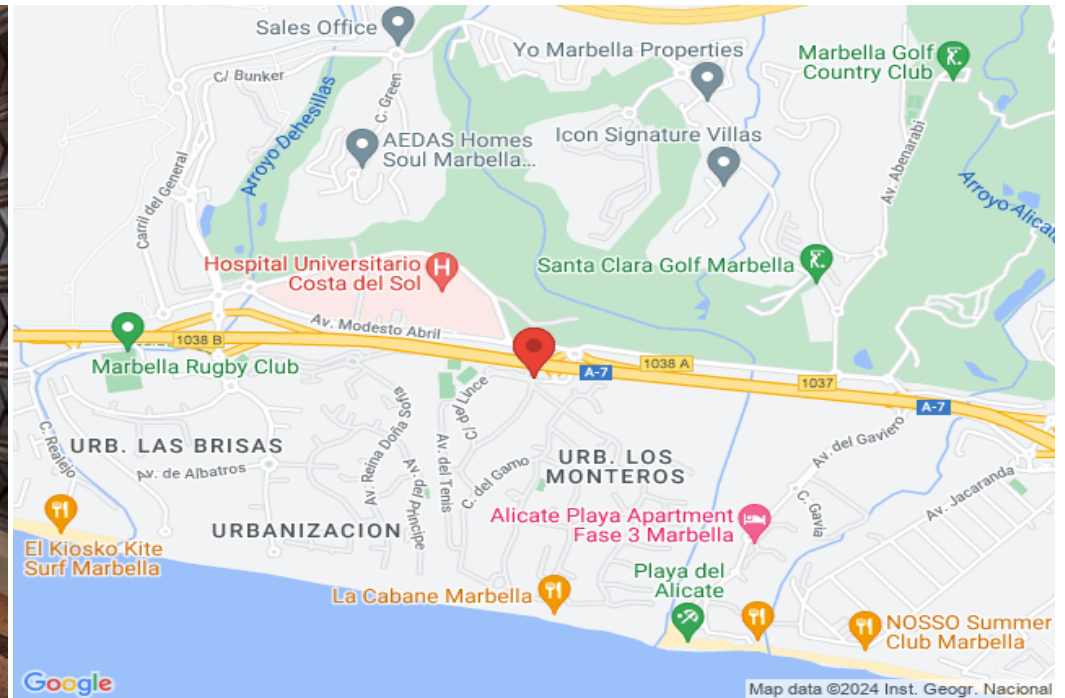 Sales Office
Yo Marbella Properties
Marbella Golf
Country Club
C/ Bunker
C. Green
Arroyo Dehesillas
AEDAS Homes
Soul Marbella...
Icon Signature Villas
Av. Abenarabi
Arroyo Alicate
Carril del General
Hospital Universitario
Costa del Sol
Santa Clara Golf Marbella
Av. Modesto Abril
1038 B
Marbella Rugby Club
1038 A
A-7
1037
A-7
C/ del Lince
Av. Reina Doña Sofía
Av. del Tenis
Av. del Príncipe
C. Realejo
URB. LAS BRISAS
Av. de Albatros
C. del Gamo
URB. LOS
MONTEROS
Av. del Gaviero
Av. Jacaranda
C. Gavia
Alicate Playa Apartment
Fase 3 Marbella
URBANIZACION
El Kiosko Kite
Surf Marbella
Playa del
Alicate
La Cabane Marbella
NOSSO Summer
Club Marbella
Google
Map data ©2024 Inst. Geogr. Nacional